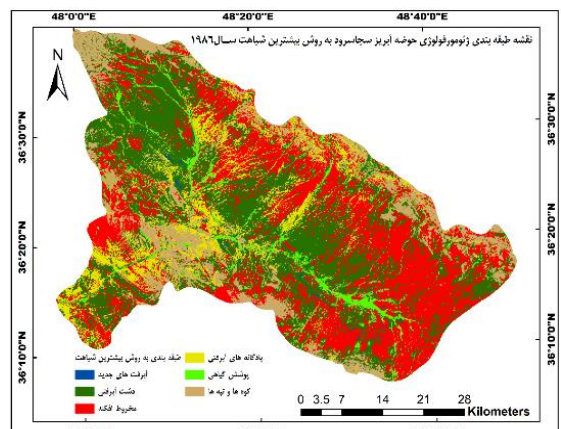 48°0'0"E 48°20'0"E 48°40'0"E
نقشه طبقه بندی ژئومورفولوژی حوضه آبریز سجاسرود به روش بیشترین شباهت سال۱۹۸۶
N
36°30'0"N 36°30'0"N
36°20'0"N 36°20'0"N
36°10'0"N 36°10'0"N
طبقه بندی به روش بیشترین شباهت
آبرفت های جدید
دشت آبرفتی
مخروط افکنه
پادگانه های آبرفتی
پوشش گیاهی
کوه ها و تپه ها
0 3.5 7 14 21 28
Kilometers